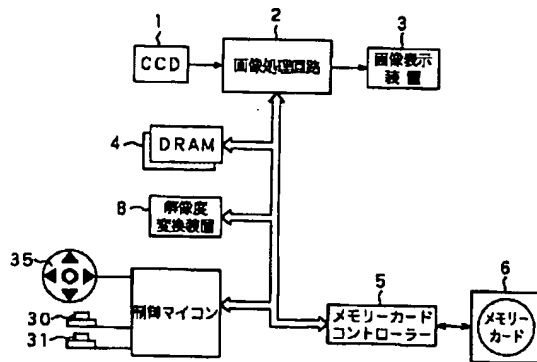 1
2
3
CCD
画像処理回路
画像表示
装置
4
DRAM
8
解像度
変換装置
35
制御マイコン
30
31
5
6
メモリーカード
コントローラー
メモリー
カード